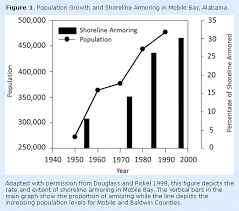 Figure 1. Population Growth and Shoreline Armoring in Mobile Bay, Alabama.
Shoreline Armoring
Population
500,000
450,000
400,000
350,000
300,000
250,000
Population
35
30
25
20
15
10
5
0
Percentage of Shoreline Armored
1940 1950 1960 1970 1980 1990 2000
Year
Adapted with permission from Douglass and Pickel 1999, this figure depicts the
rate and extent of shoreline armoring in Mobile Bay. The vertical bars in the
main graph show the proportion of armoring while the line depicts the
increasing population levels for Mobile and Baldwin Counties.